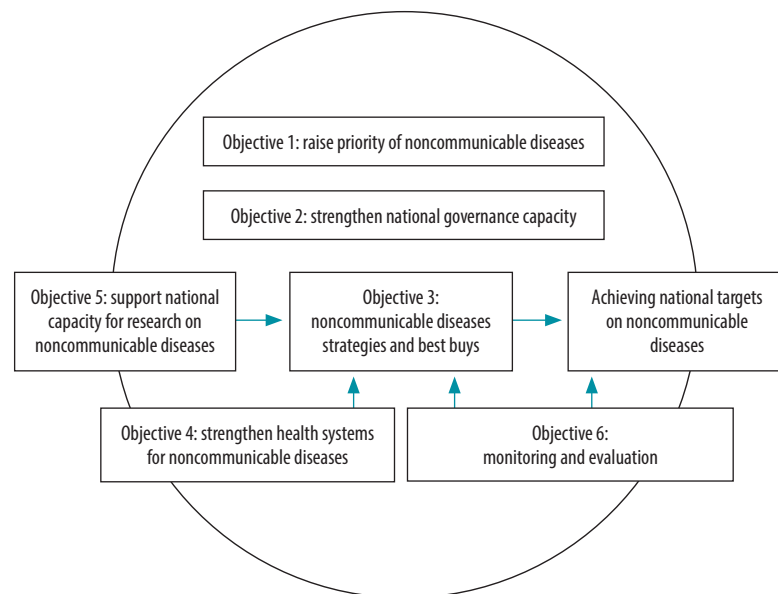 Objective 1: raise priority of noncommunicable diseases
Objective 2: strengthen national governance capacity
Objective 5: support national
capacity for research on
noncommunicable diseases
Objective 3:
noncommunicable diseases
strategies and best buys
Achieving national targets
on noncommunicable
diseases
Objective 4: strengthen health systems
for noncommunicable diseases
Objective 6:
monitoring and evaluation